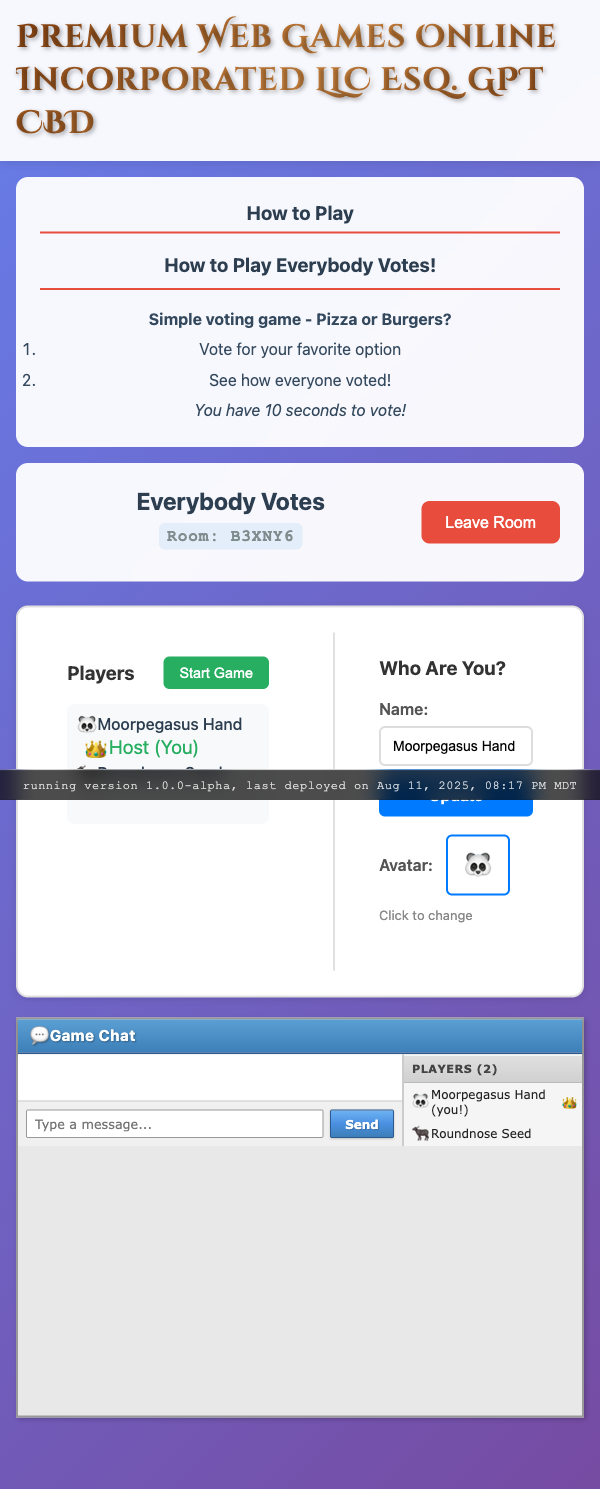 Premium Web Games Online
Incorporated LLC Esq. GPT
CBD
How to Play
How to Play Everybody Votes!
Simple voting game - Pizza or Burgers?
1. Vote for your favorite option
2. See how everyone voted!
You have 10 seconds to vote!
Everybody Votes
Room: B3XNY6
Leave Room
Players
Start Game
🐼Moorpegasus Hand
👑Host (You)
Who Are You?
Name:
Moorpegasus Hand
running version 1.0.0-alpha, last deployed on Aug 11, 2025, 08:17 PM MDT
Avatar:
Click to change
💬Game Chat
PLAYERS (2)
🐼Moorpegasus Hand
(you!) 👑
🐂Roundnose Seed
Type a message...
Send